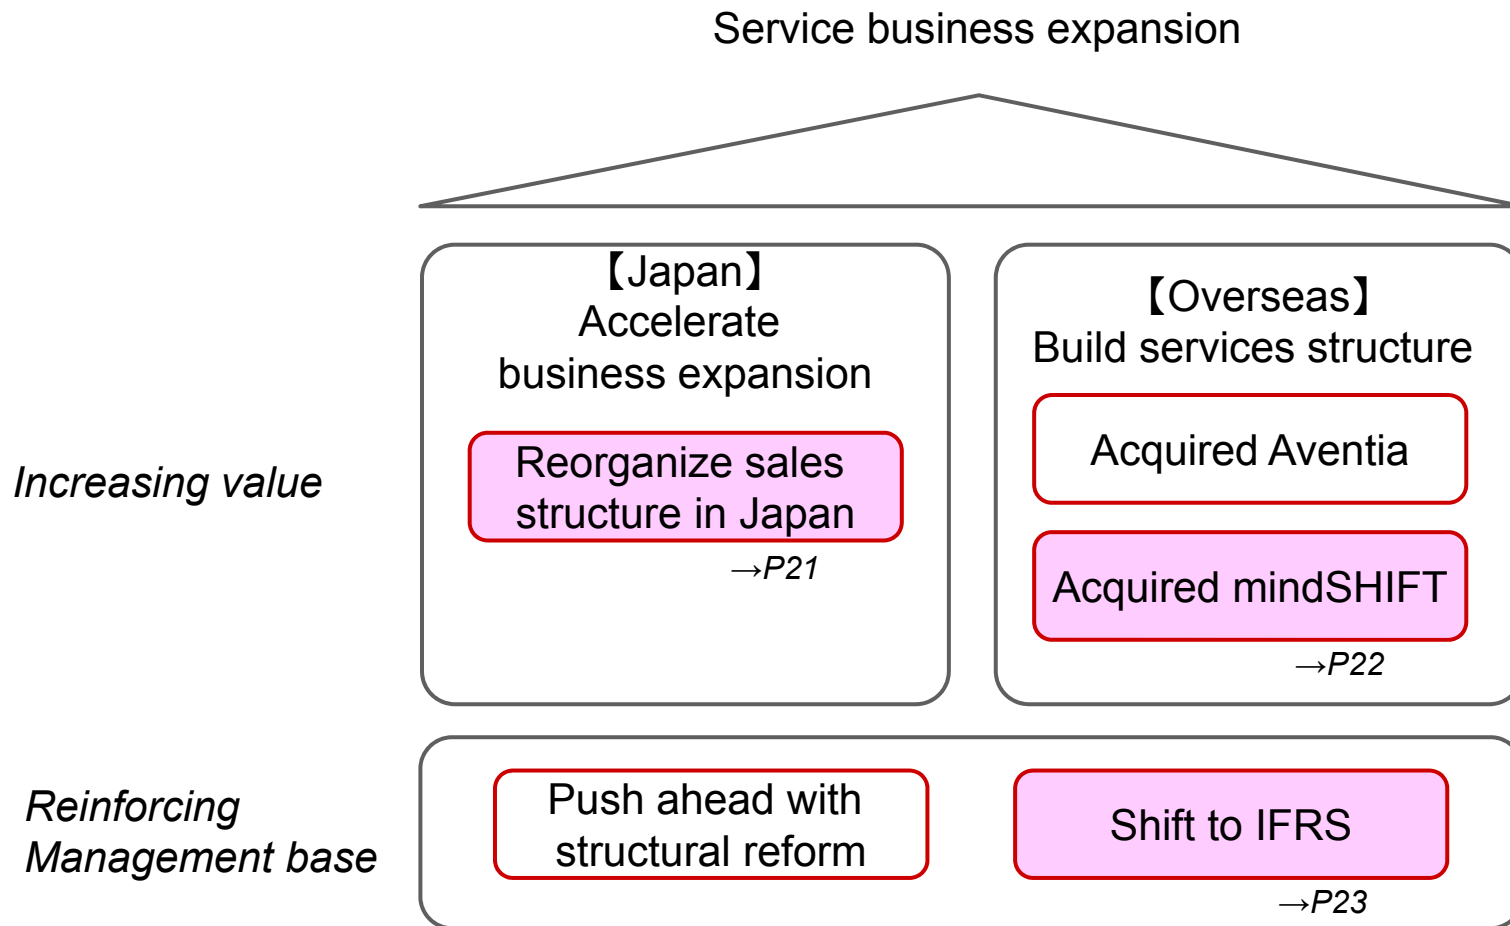 Service business expansion
【Japan】
Accelerate
business expansion
Reorganize sales
structure in Japan
→P21
【Overseas】
Build services structure
Acquired Aventia
Acquired mindSHIFT
→P22
Increasing value
Reinforcing
Management base
Push ahead with
structural reform
Shift to IFRS
→P23